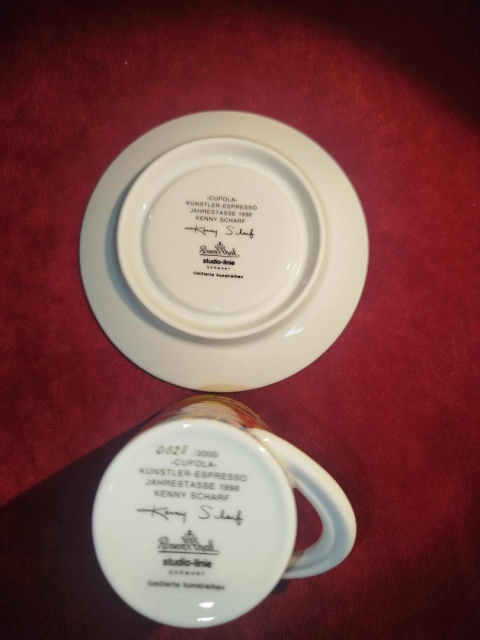 -CUPOLA-
KÜNSTLER-ESPRESSO
JAHRESTASSE 1996
KENNY SCHARF
Kenny Scharf
Rosenthal
studio-linie
GERMANY
limitierte kunstreihen
/3000
-CUPOLA-
KÜNSTLER-ESPRESSO
JAHRESTASSE 1996
KENNY SCHARF
Kenny Scharf
Rosenthal
studio-linie
GERMANY
limitierte kunstreihen